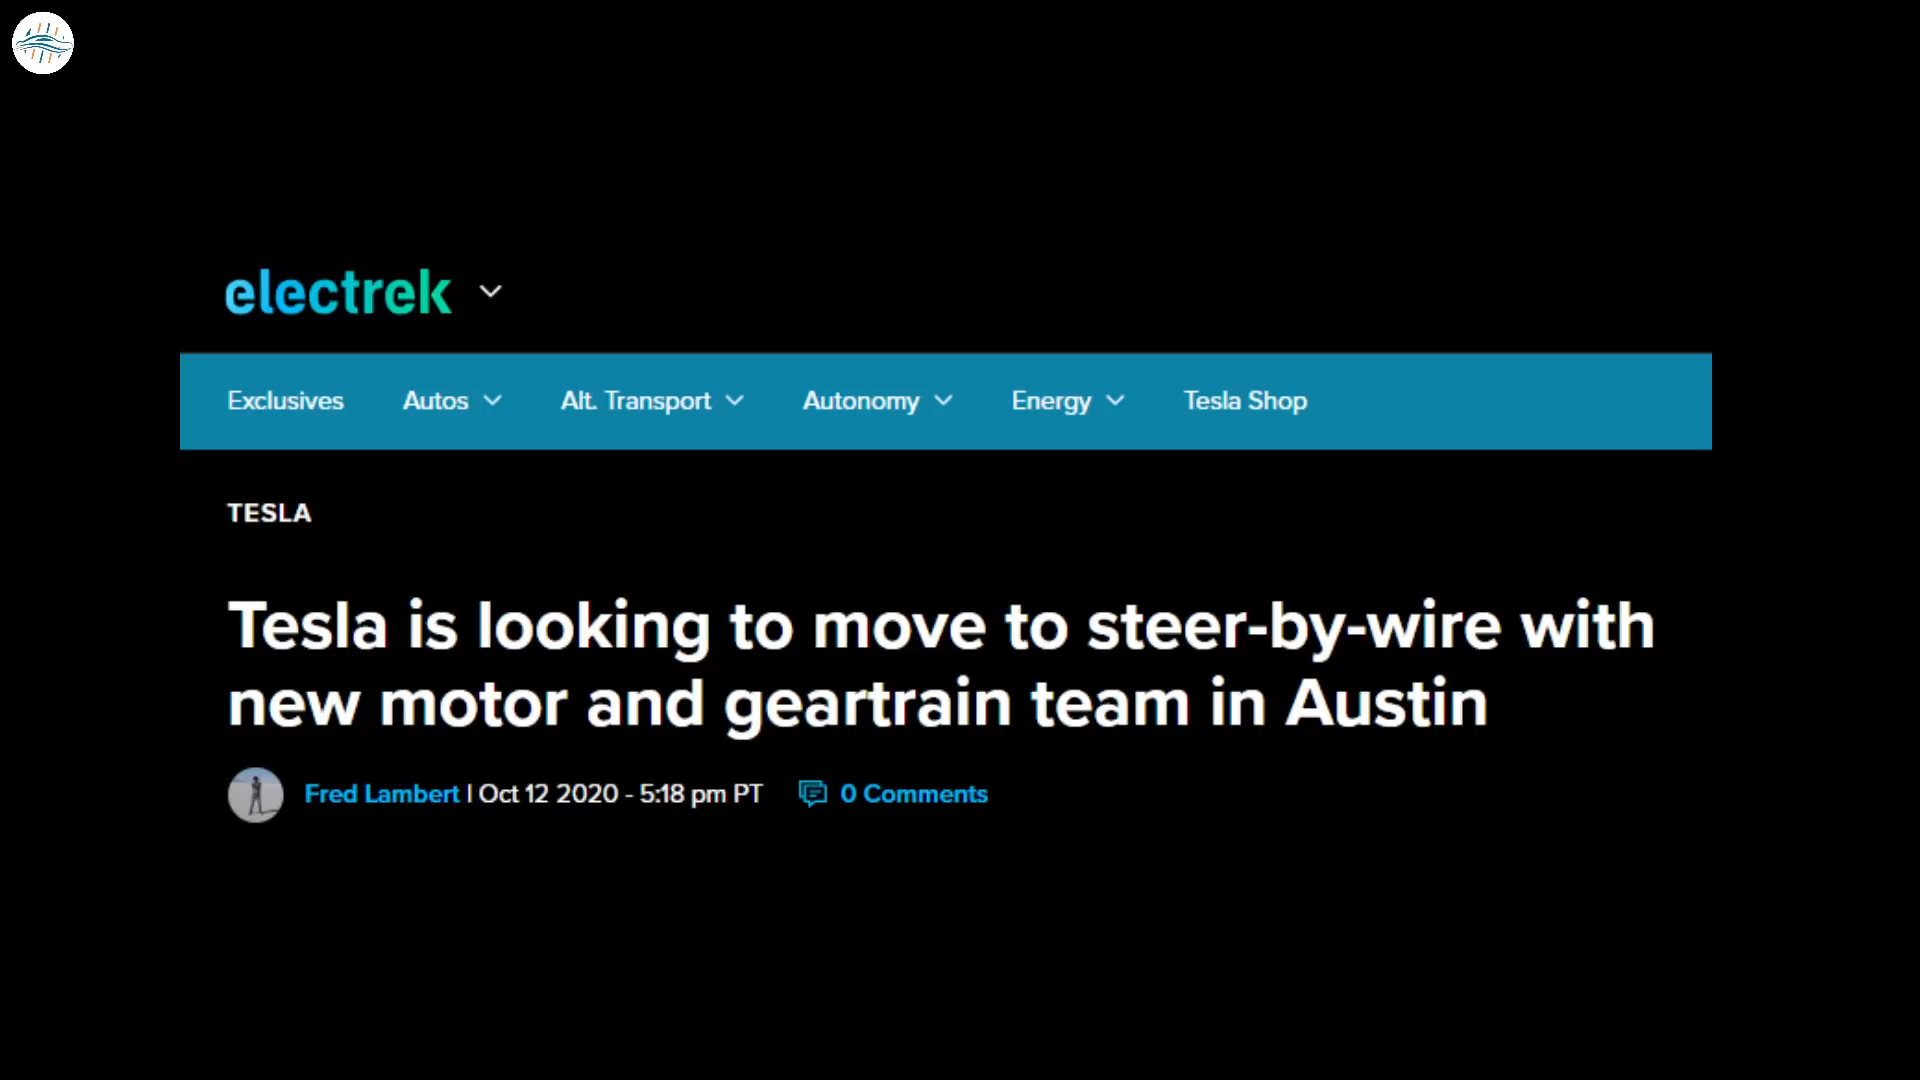 electrek
Exclusives Autos Alt. Transport Autonomy Energy Tesla Shop
TESLA
Tesla is looking to move to steer-by-wire with
new motor and geartrain team in Austin
Fred Lambert | Oct 12 2020 - 5:18 pm PT 0 Comments